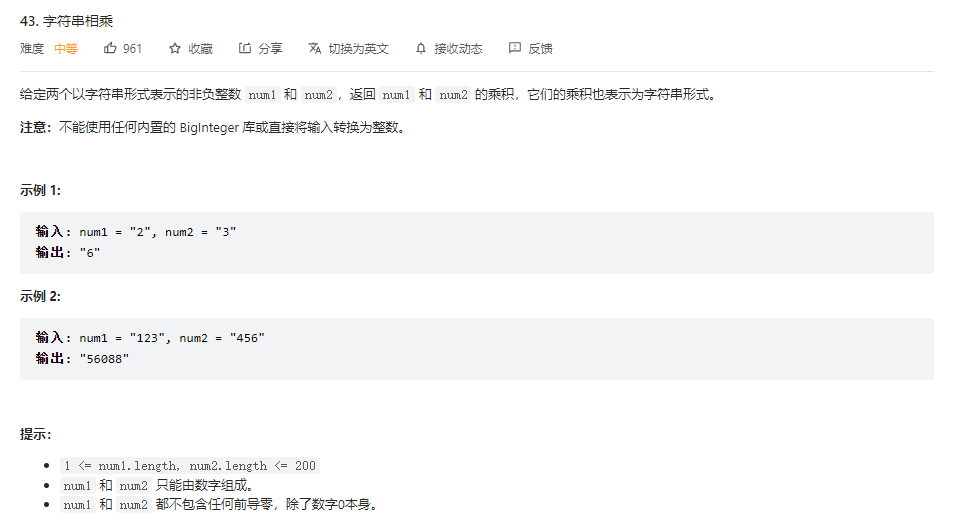 43. 字符串相乘
难度 中等 961 收藏 分享 切换为英文 接收动态 反馈
给定两个以字符串形式表示的非负整数 num1 和 num2，返回 num1 和 num2 的乘积，它们的乘积也表示为字符串形式。
注意：不能使用任何内置的 BigInteger 库或直接将输入转换为整数。
示例 1:
输入: num1 = "2", num2 = "3"
输出: "6"
示例 2:
输入: num1 = "123", num2 = "456"
输出: "56088"
提示：
1 <= num1.length, num2.length <= 200
num1 和 num2 只能由数字组成。
num1 和 num2 都不包含任何前导零，除了数字0本身。